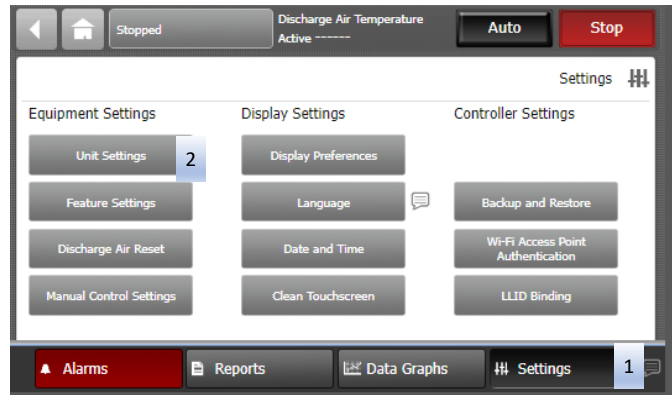 Stopped
Discharge Air Temperature
Active ------
Auto
Stop
Settings
Equipment Settings
Display Settings
Controller Settings
Unit Settings
2
Display Preferences
Feature Settings
Language
Backup and Restore
Discharge Air Reset
Date and Time
Wi-Fi Access Point
Authentication
Manual Control Settings
Clean Touchscreen
LLID Binding
Alarms
Reports
Data Graphs
Settings
1